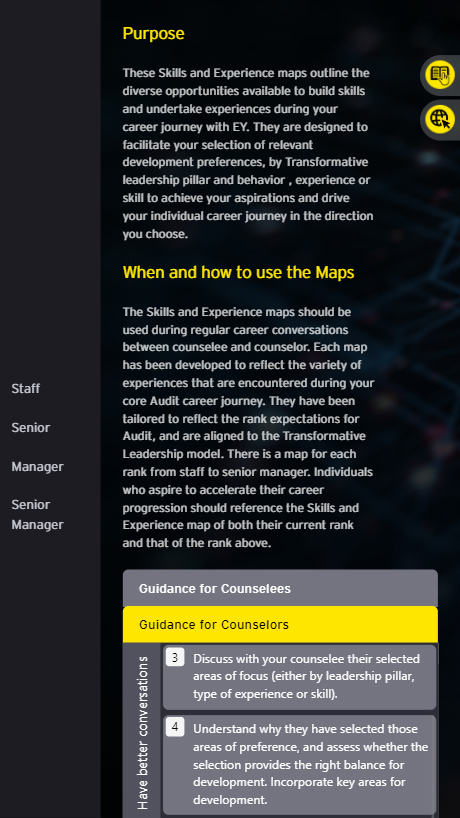 Purpose
These Skills and Experience maps outline the
diverse opportunities available to build skills
and undertake experiences during your
career journey with EY. They are designed to
facilitate your selection of relevant
development preferences, by Transformative
leadership pillar and behavior , experience or
skill to achieve your aspirations and drive
your individual career journey in the direction
you choose.
When and how to use the Maps
The Skills and Experience maps should be
used during regular career conversations
between counselee and counselor. Each map
has been developed to reflect the variety of
experiences that are encountered during your
core Audit career journey. They have been
tailored to reflect the rank expectations for
Audit, and are aligned to the Transformative
Leadership model. There is a map for each
rank from staff to senior manager. Individuals
who aspire to accelerate their career
progression should reference the Skills and
Experience map of both their current rank
and that of the rank above.
Staff
Senior
Manager
Senior
Manager
Guidance for Counselees
Guidance for Counselors
Have better conversations
3 Discuss with your counselee their selected
areas of focus (either by leadership pillar,
type of experience or skill).
4 Understand why they have selected those
areas of preference, and assess whether the
selection provides the right balance for
development. Incorporate key areas for
development.